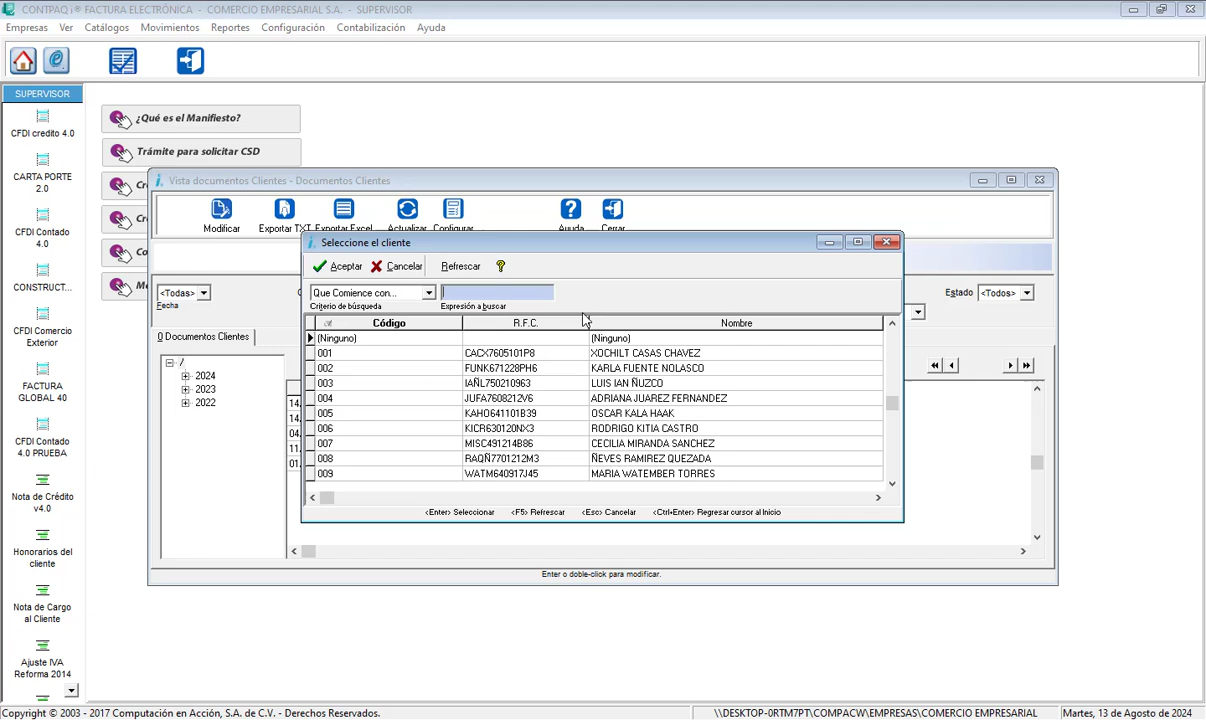 CONTPAQ i® FACTURA ELECTRÓNICA - COMERCIO EMPRESARIAL S.A. - SUPERVISOR
Empresas Ver Catálogos Movimientos Reportes Configuración Contabilización Ayuda
SUPERVISOR
CFDI credito 4.0
CARTA PORTE
2.0
CFDI Contado
4.0
CONSTRUCT...
CFDI Comercio
Exterior
FACTURA
GLOBAL 40
CFDI Contado
4.0 PRUEBA
Nota de Crédito
v4.0
Honorarios del
cliente
Nota de Cargo
al Cliente
Ajuste IVA
Reforma 2014
¿Qué es el Manifiesto?
Trámite para solicitar CSD
Vista documentos Clientes - Documentos Clientes
Modificar Exportar TXT Exportar Excel Actualizar Configurar... Ayuda Cerrar
<Todas>
Fecha
Estado <Todos>
0 Documentos Clientes
/
2024
2023
2022
14
14
04
11
01
Seleccione el cliente
Aceptar Cancelar Refrescar
Que Comience con...
Criterio de búsqueda Expresión a buscar
Código R.F.C. Nombre
(Ninguno) (Ninguno)
001 CACX7605101P8 XOCHILT CASAS CHAVEZ
002 FUNK671228PH6 KARLA FUENTE NOLASCO
003 IAÑL750210963 LUIS IAN ÑUZCO
004 JUFA7608212V6 ADRIANA JUAREZ FERNANDEZ
005 KAHO641101B39 OSCAR KALA HAAK
006 KICR630120NX3 RODRIGO KITIA CASTRO
007 MISC491214B86 CECILIA MIRANDA SANCHEZ
008 RAQÑ7701212M3 ÑEVES RAMIREZ QUEZADA
009 WATM640917J45 MARIA WATEMBER TORRES
<Enter> Seleccionar <F5> Refrescar <Esc> Cancelar <Ctrl+Enter> Regresar cursor al Inicio
Enter o doble-click para modificar.
Copyright © 2003 - 2017 Computación en Acción, S.A. de C.V. - Derechos Reservados. \\DESKTOP-0RTM7PT\COMPACW\EMPRESAS\COMERCIO EMPRESARIAL Martes, 13 de Agosto de 2024